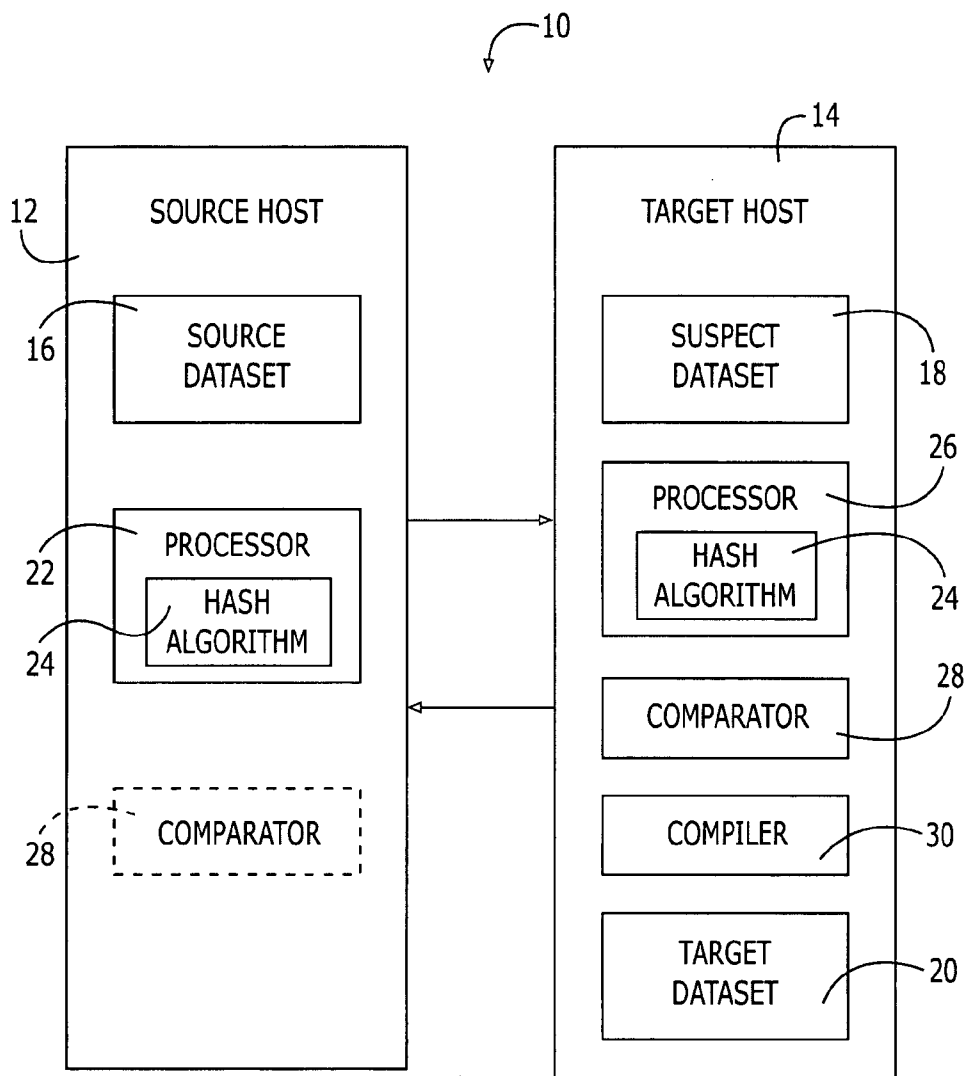 10
12
SOURCE HOST
16
SOURCE
DATASET
22
PROCESSOR
24
HASH
ALGORITHM
28
COMPARATOR
14
TARGET HOST
SUSPECT
DATASET
18
26
PROCESSOR
HASH
ALGORITHM
24
28
COMPARATOR
COMPILER
30
TARGET
DATASET
20